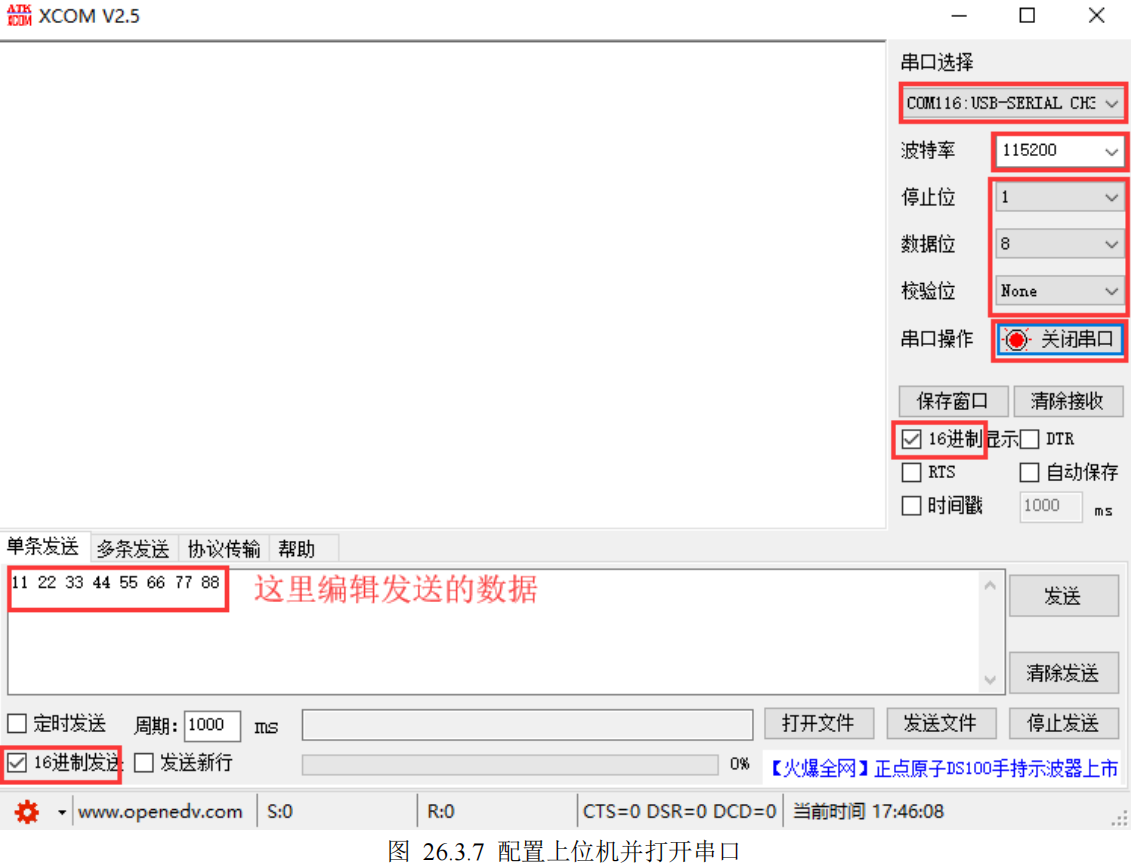 ATK
XCOM XCOM V2.5
串口选择
COM116:USB-SERIAL CH3
波特率 115200
停止位 1
数据位 8
校验位 None
串口操作 关闭串口
保存窗口 清除接收
16进制显示 DTR
RTS 自动保存
时间戳 1000 ms
单条发送 多条发送 协议传输 帮助
11 22 33 44 55 66 77 88 这里编辑发送的数据
发送
清除发送
定时发送 周期: 1000 ms 打开文件 发送文件 停止发送
16进制发送 发送新行 0% 【火爆全网】正点原子DS100手持示波器上市
www.openedv.com S:0 R:0 CTS=0 DSR=0 DCD=0 当前时间 17:46:08
图 26.3.7 配置上位机并打开串口